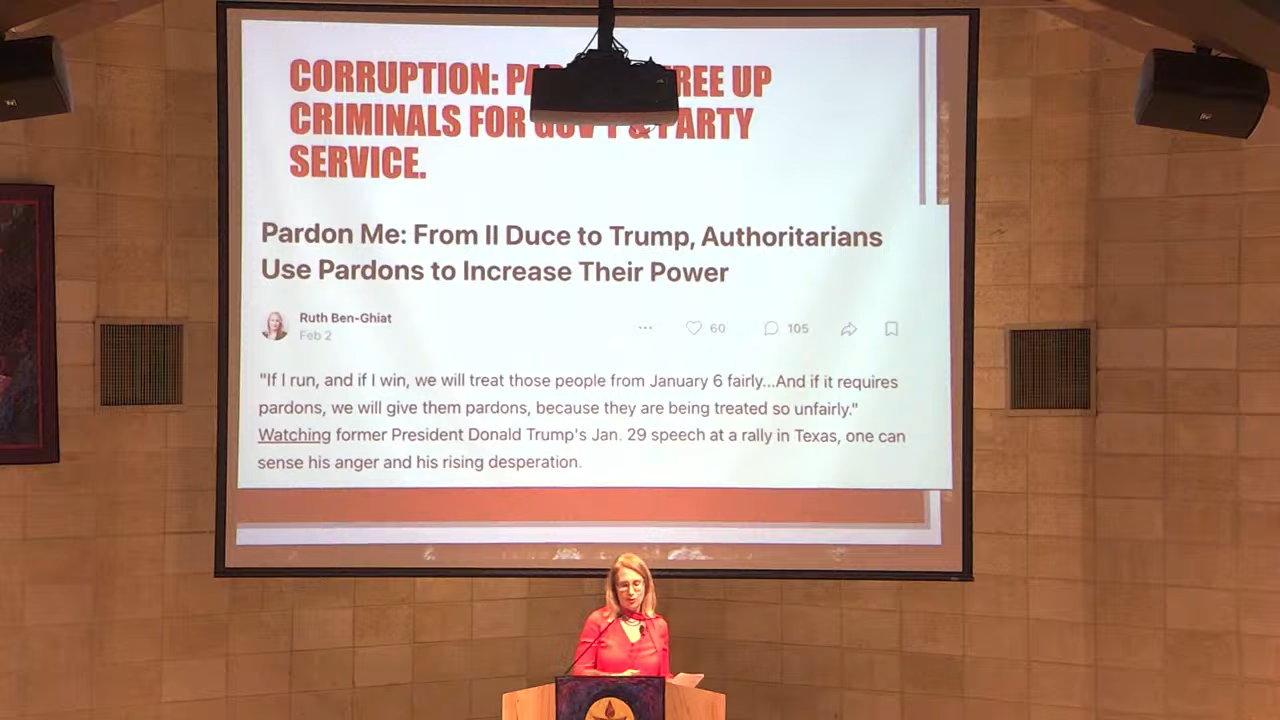 CORRUPTION: FREE UP
CRIMINALS FOR GOV'T & PARTY
SERVICE.
Pardon Me: From Il Duce to Trump, Authoritarians
Use Pardons to Increase Their Power
Ruth Ben-Ghiat
Feb 2
60 105
"If I run, and if I win, we will treat those people from January 6 fairly...And if it requires
pardons, we will give them pardons, because they are being treated so unfairly."
Watching former President Donald Trump's Jan. 29 speech at a rally in Texas, one can
sense his anger and his rising desperation.